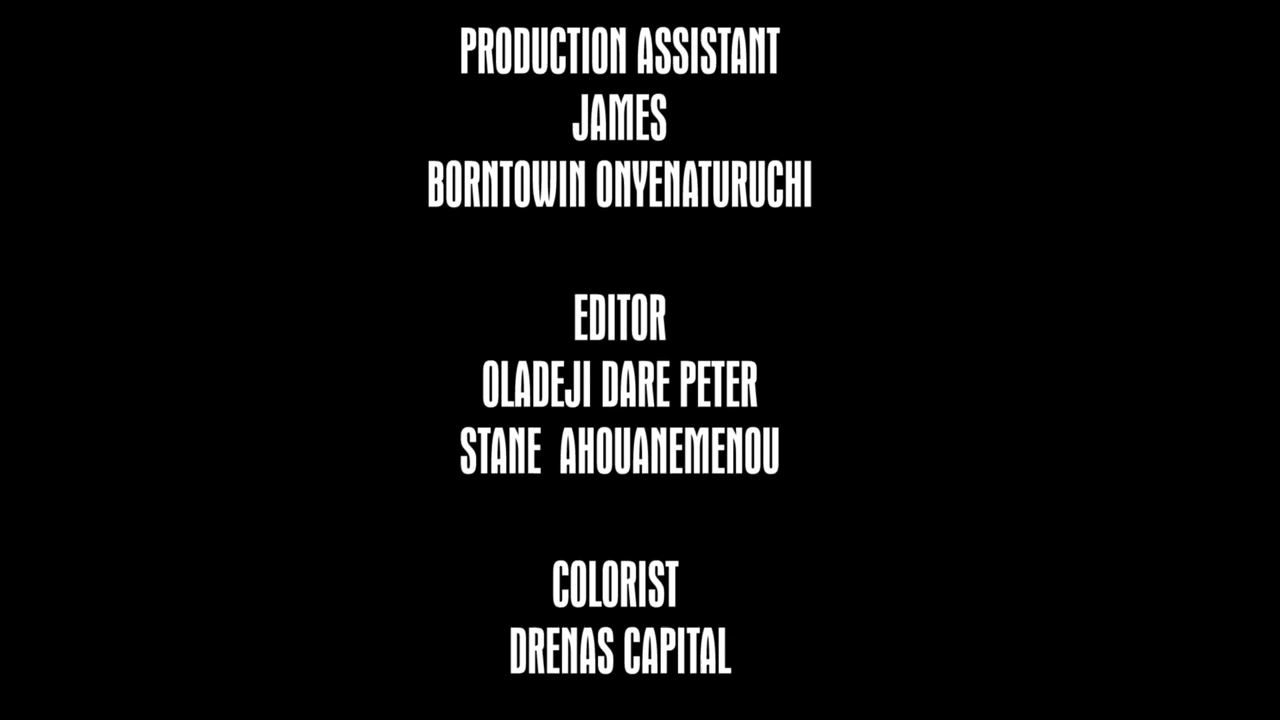 PRODUCTION ASSISTANT
JAMES
BORNTOWIN ONYENATURUCHI
EDITOR
OLADEJI DARE PETER
STANE  AHOUANEMENOU
COLORIST
DRENAS CAPITAL